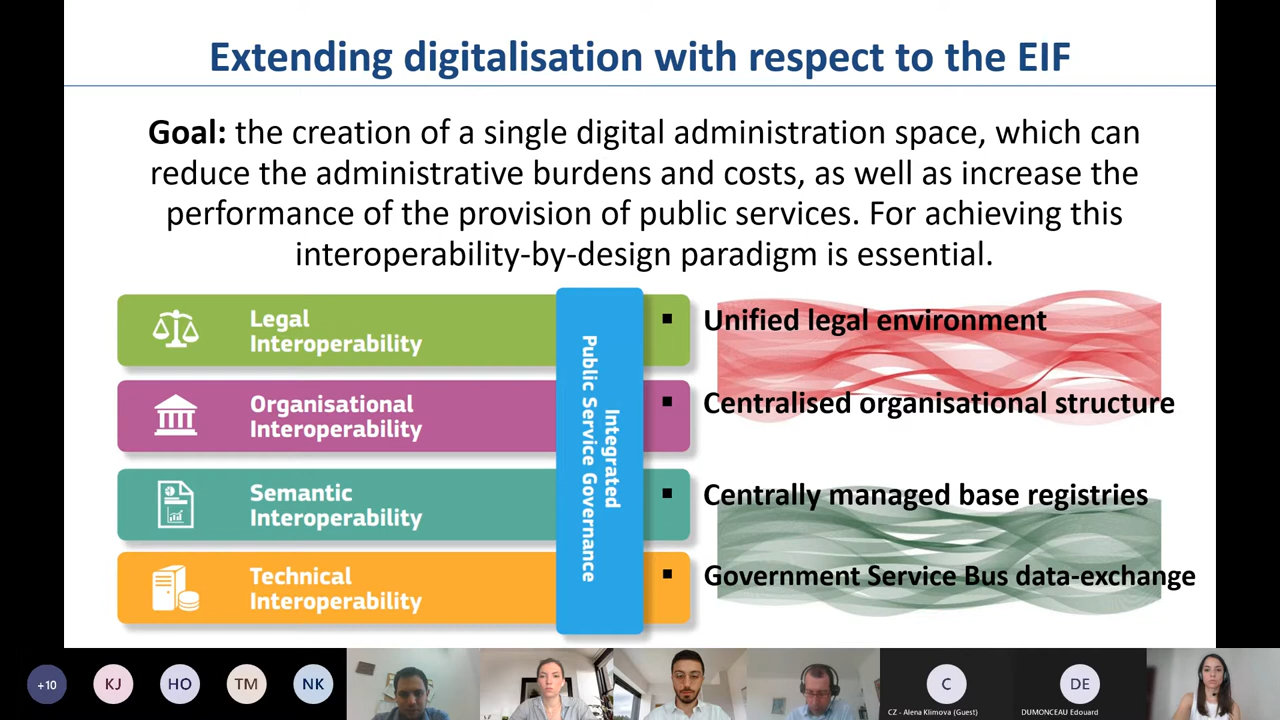 Extending digitalisation with respect to the EIF
Goal: the creation of a single digital administration space, which can
reduce the administrative burdens and costs, as well as increase the
performance of the provision of public services. For achieving this
interoperability-by-design paradigm is essential.
Legal
Interoperability
Organisational
Interoperability
Semantic
Interoperability
Technical
Interoperability
Integrated
Public Service Governance
▪ Unified legal environment
▪ Centralised organisational structure
▪ Centrally managed base registries
▪ Government Service Bus data-exchange
+10
KJ
HO
TM
NK
C
CZ - Alena Klimova (Guest)
DE
DUMONCEAU Edouard